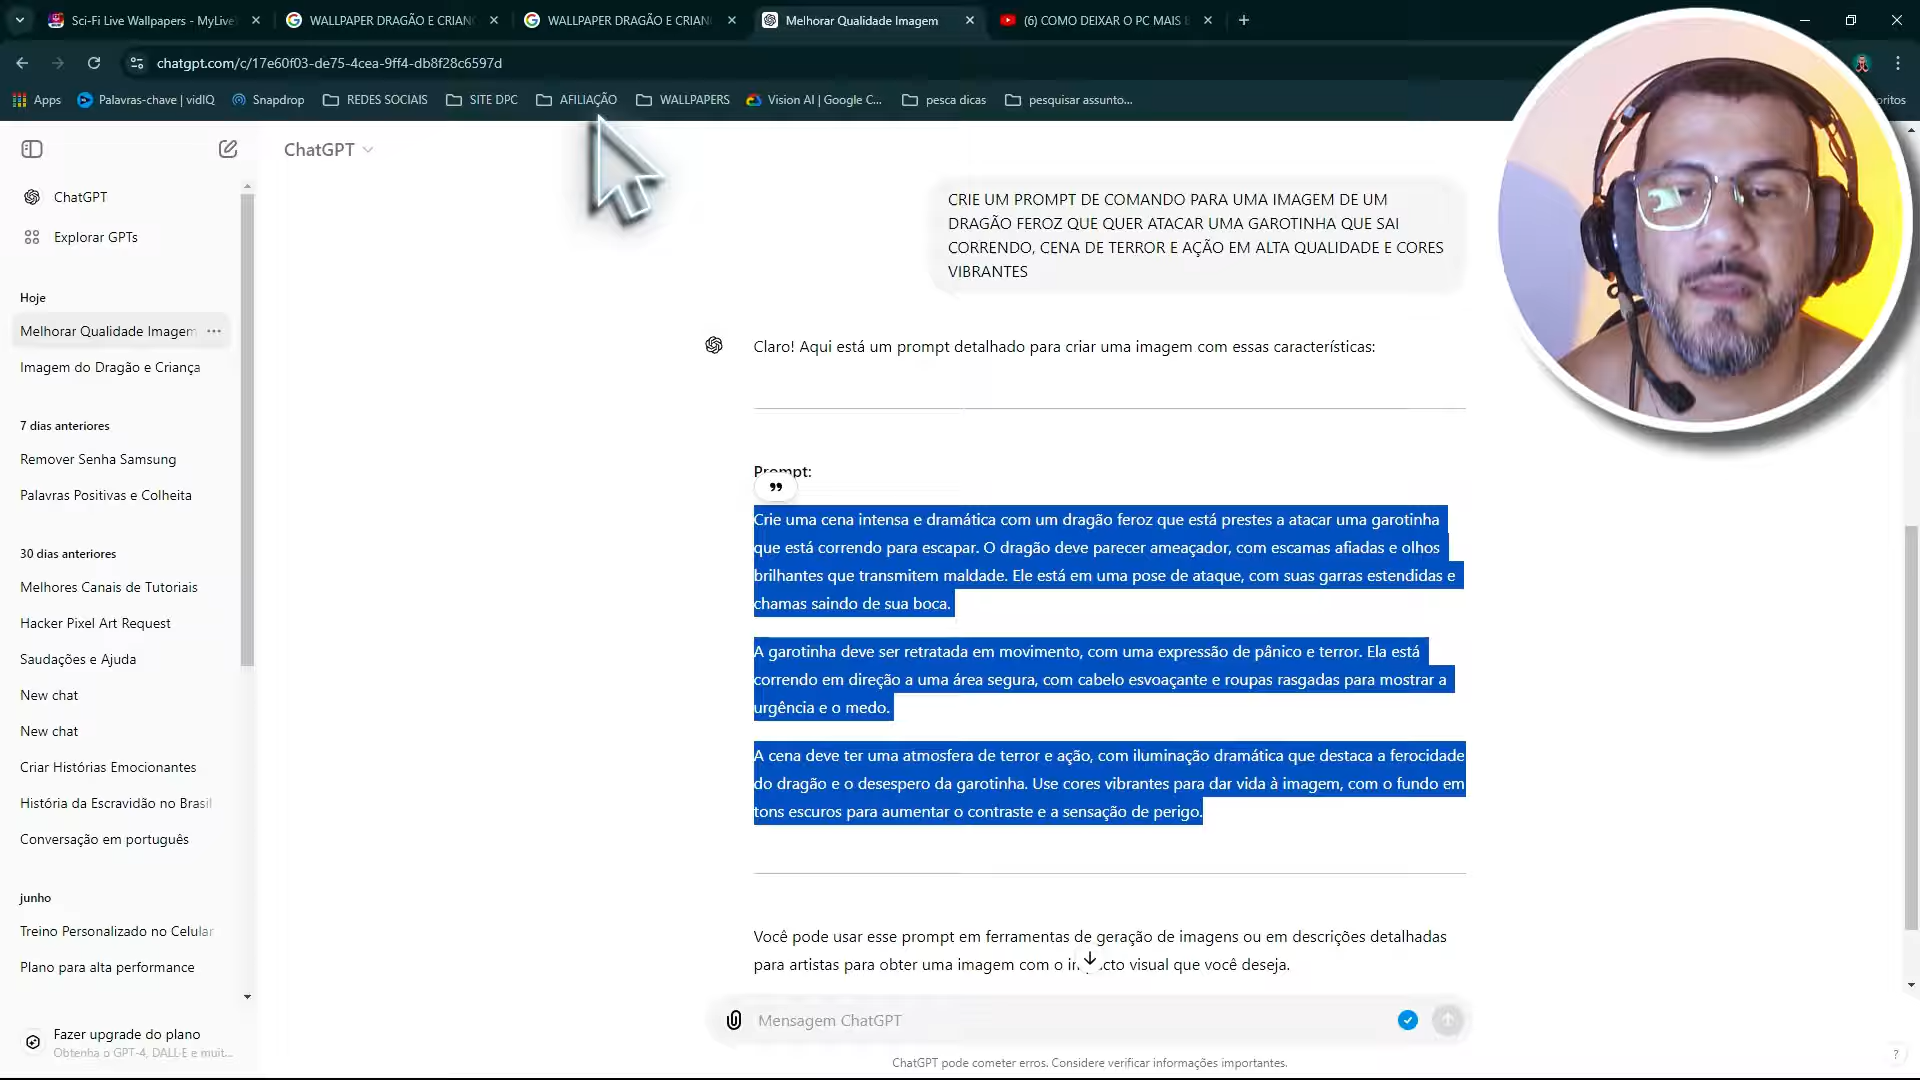 Sci-Fi Live Wallpapers - MyLive
WALLPAPER DRAGÃO E CRIAN
WALLPAPER DRAGÃO E CRIAN
Melhorar Qualidade Imagem
(6) COMO DEIXAR O PC MAIS
chatgpt.com/c/17e60f03-de75-4cea-9ff4-db8f28c6597d
Apps
Palavras-chave | vidIQ
Snapdrop
REDES SOCIAIS
SITE DPC
AFILIAÇÃO
WALLPAPERS
Vision AI | Google C...
pesca dicas
pesquisar assunto...
oritos
ChatGPT
ChatGPT
Explorar GPTs
Hoje
Melhorar Qualidade Imagem
Imagem do Dragão e Criança
7 dias anteriores
Remover Senha Samsung
Palavras Positivas e Colheita
30 dias anteriores
Melhores Canais de Tutoriais
Hacker Pixel Art Request
Saudações e Ajuda
New chat
New chat
Criar Histórias Emocionantes
História da Escravidão no Brasil
Conversação em português
junho
Treino Personalizado no Celular
Plano para alta performance
Fazer upgrade do plano
Obtenha o GPT-4, DALL·E e muit...
CRIE UM PROMPT DE COMANDO PARA UMA IMAGEM DE UM
DRAGÃO FEROZ QUE QUER ATACAR UMA GAROTINHA QUE SAI
CORRENDO, CENA DE TERROR E AÇÃO EM ALTA QUALIDADE E CORES
VIBRANTES
Claro! Aqui está um prompt detalhado para criar uma imagem com essas características:
Prompt:
Crie uma cena intensa e dramática com um dragão feroz que está prestes a atacar uma garotinha
que está correndo para escapar. O dragão deve parecer ameaçador, com escamas afiadas e olhos
brilhantes que transmitem maldade. Ele está em uma pose de ataque, com suas garras estendidas e
chamas saindo de sua boca.
A garotinha deve ser retratada em movimento, com uma expressão de pânico e terror. Ela está
correndo em direção a uma área segura, com cabelo esvoaçante e roupas rasgadas para mostrar a
urgência e o medo.
A cena deve ter uma atmosfera de terror e ação, com iluminação dramática que destaca a ferocidade
do dragão e o desespero da garotinha. Use cores vibrantes para dar vida à imagem, com o fundo em
tons escuros para aumentar o contraste e a sensação de perigo.
Você pode usar esse prompt em ferramentas de geração de imagens ou em descrições detalhadas
para artistas para obter uma imagem com o in cto visual que você deseja.
Mensagem ChatGPT
ChatGPT pode cometer erros. Considere verificar informações importantes.
?